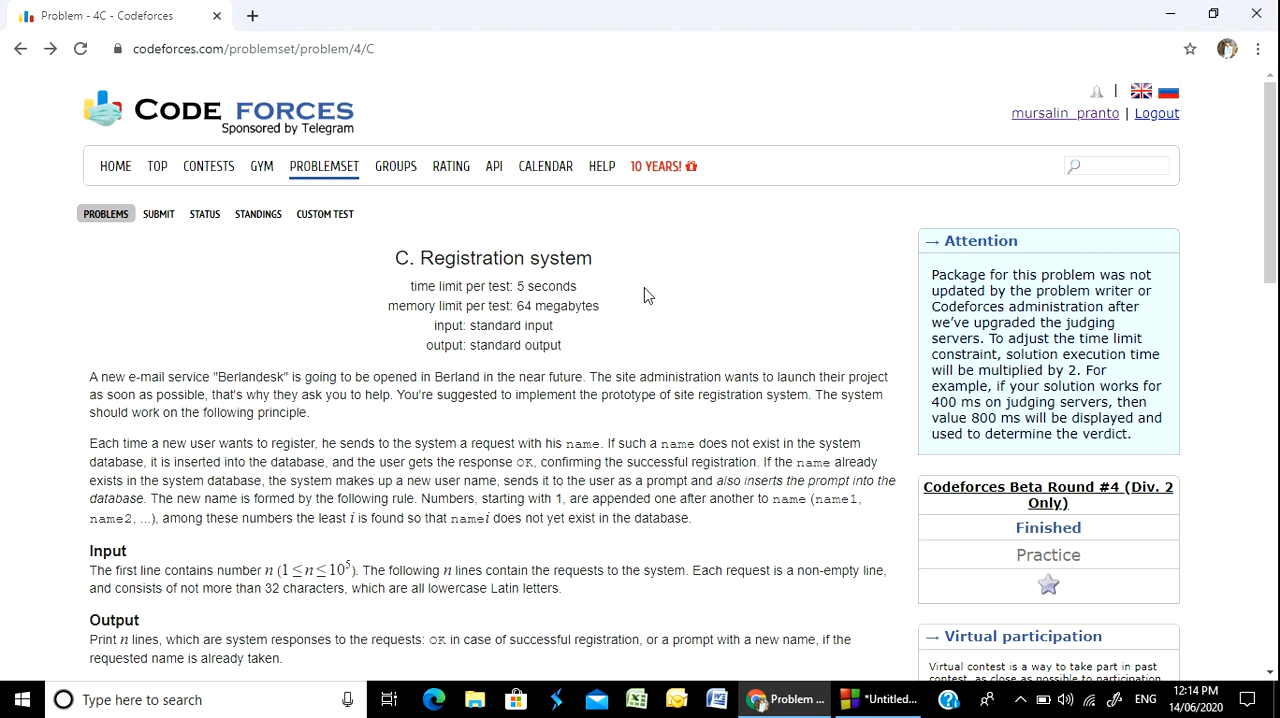 Problem - 4C - Codeforces
codeforces.com/problemset/problem/4/C
CODE FORCES
Sponsored by Telegram
mursalin_pranto | Logout
HOME TOP CONTESTS GYM PROBLEMSET GROUPS RATING API CALENDAR HELP 10 YEARS!
PROBLEMS SUBMIT STATUS STANDINGS CUSTOM TEST
C. Registration system
time limit per test: 5 seconds
memory limit per test: 64 megabytes
input: standard input
output: standard output
A new e-mail service "Berlandesk" is going to be opened in Berland in the near future. The site administration wants to launch their project
as soon as possible, that's why they ask you to help. You're suggested to implement the prototype of site registration system. The system
should work on the following principle.
Each time a new user wants to register, he sends to the system a request with his name. If such a name does not exist in the system
database, it is inserted into the database, and the user gets the response OK, confirming the successful registration. If the name already
exists in the system database, the system makes up a new user name, sends it to the user as a prompt and also inserts the prompt into the
database. The new name is formed by the following rule. Numbers, starting with 1, are appended one after another to name (name1,
name2, ...), among these numbers the least i is found so that namei does not yet exist in the database.
Input
The first line contains number n (1 ≤ n ≤ 10⁵). The following n lines contain the requests to the system. Each request is a non-empty line,
and consists of not more than 32 characters, which are all lowercase Latin letters.
Output
Print n lines, which are system responses to the requests: OK in case of successful registration, or a prompt with a new name, if the
requested name is already taken.
→ Attention
Package for this problem was not
updated by the problem writer or
Codeforces administration after
we've upgraded the judging
servers. To adjust the time limit
constraint, solution execution time
will be multiplied by 2. For
example, if your solution works for
400 ms on judging servers, then
value 800 ms will be displayed and
used to determine the verdict.
Codeforces Beta Round #4 (Div. 2
Only)
Finished
Practice
→ Virtual participation
Virtual contest is a way to take part in past
contest, as close as possible to participation
Type here to search
Problem ...
*Untitled...
ENG
12:14 PM
14/06/2020